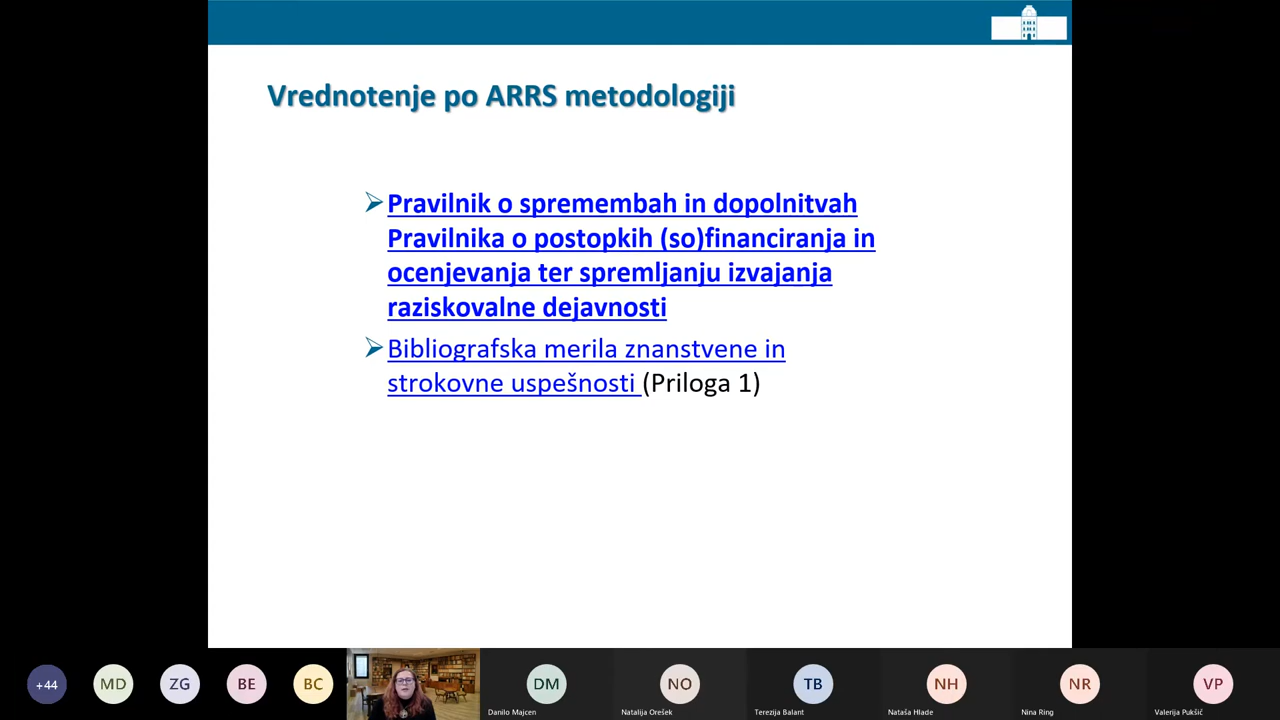 Vrednotenje po ARRS metodologiji
Pravilnik o spremembah in dopolnitvah
Pravilnika o postopkih (so)financiranja in
ocenjevanja ter spremljanju izvajanja
raziskovalne dejavnosti
Bibliografska merila znanstvene in
strokovne uspešnosti (Priloga 1)
+44
MD
ZG
BE
BC
DM
NO
TB
NH
NR
VP
Danilo Majcen
Natalija Orešek
Terezija Balant
Nataša Hlade
Nina Ring
Valerija Pukšič